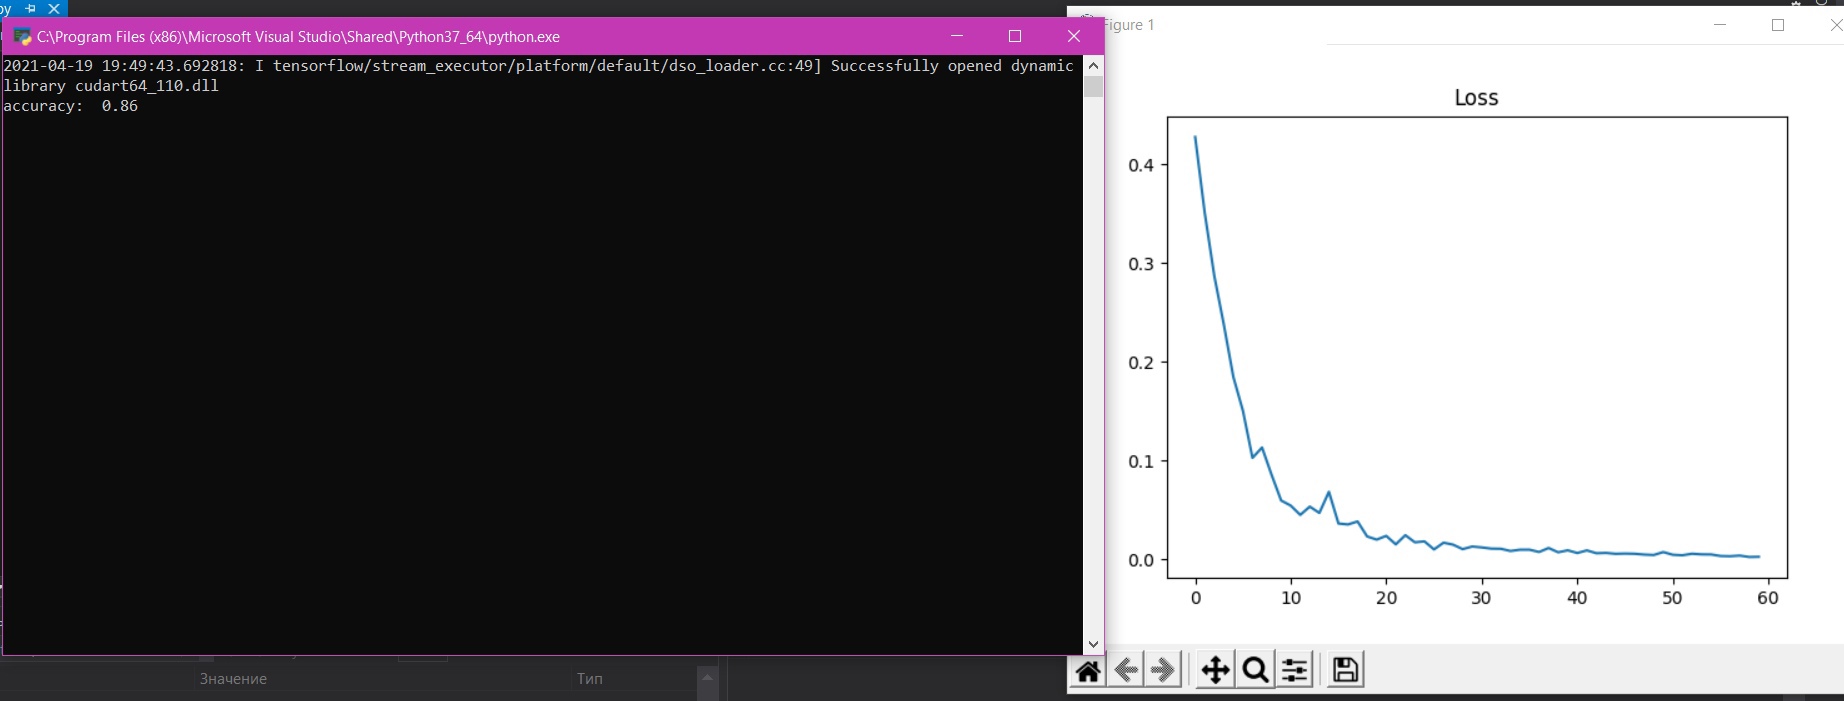 py
C:\Program Files (x86)\Microsoft Visual Studio\Shared\Python37_64\python.exe
2021-04-19 19:49:43.692818: I tensorflow/stream_executor/platform/default/dso_loader.cc:49] Successfully opened dynamic
library cudart64_110.dll
accuracy:  0.86
Значение
Тип
Figure 1
Loss
0.4
0.3
0.2
0.1
0.0
0 10 20 30 40 50 60